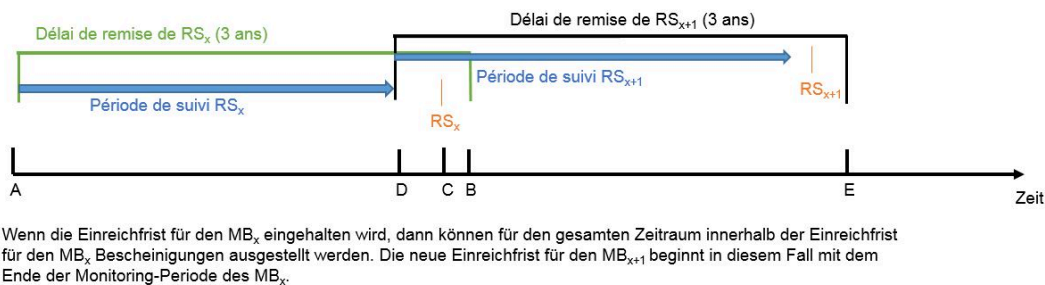 Délai de remise de RSx+1 (3 ans)
Délai de remise de RSx (3 ans)
Période de suivi RSx+1
Période de suivi RSx
RSx+1
RSx
A D C B E
Zeit
Wenn die Einreichfrist für den MBx eingehalten wird, dann können für den gesamten Zeitraum innerhalb der Einreichfrist
für den MBx Bescheinigungen ausgestellt werden. Die neue Einreichfrist für den MBx+1 beginnt in diesem Fall mit dem
Ende der Monitoring-Periode des MBx.